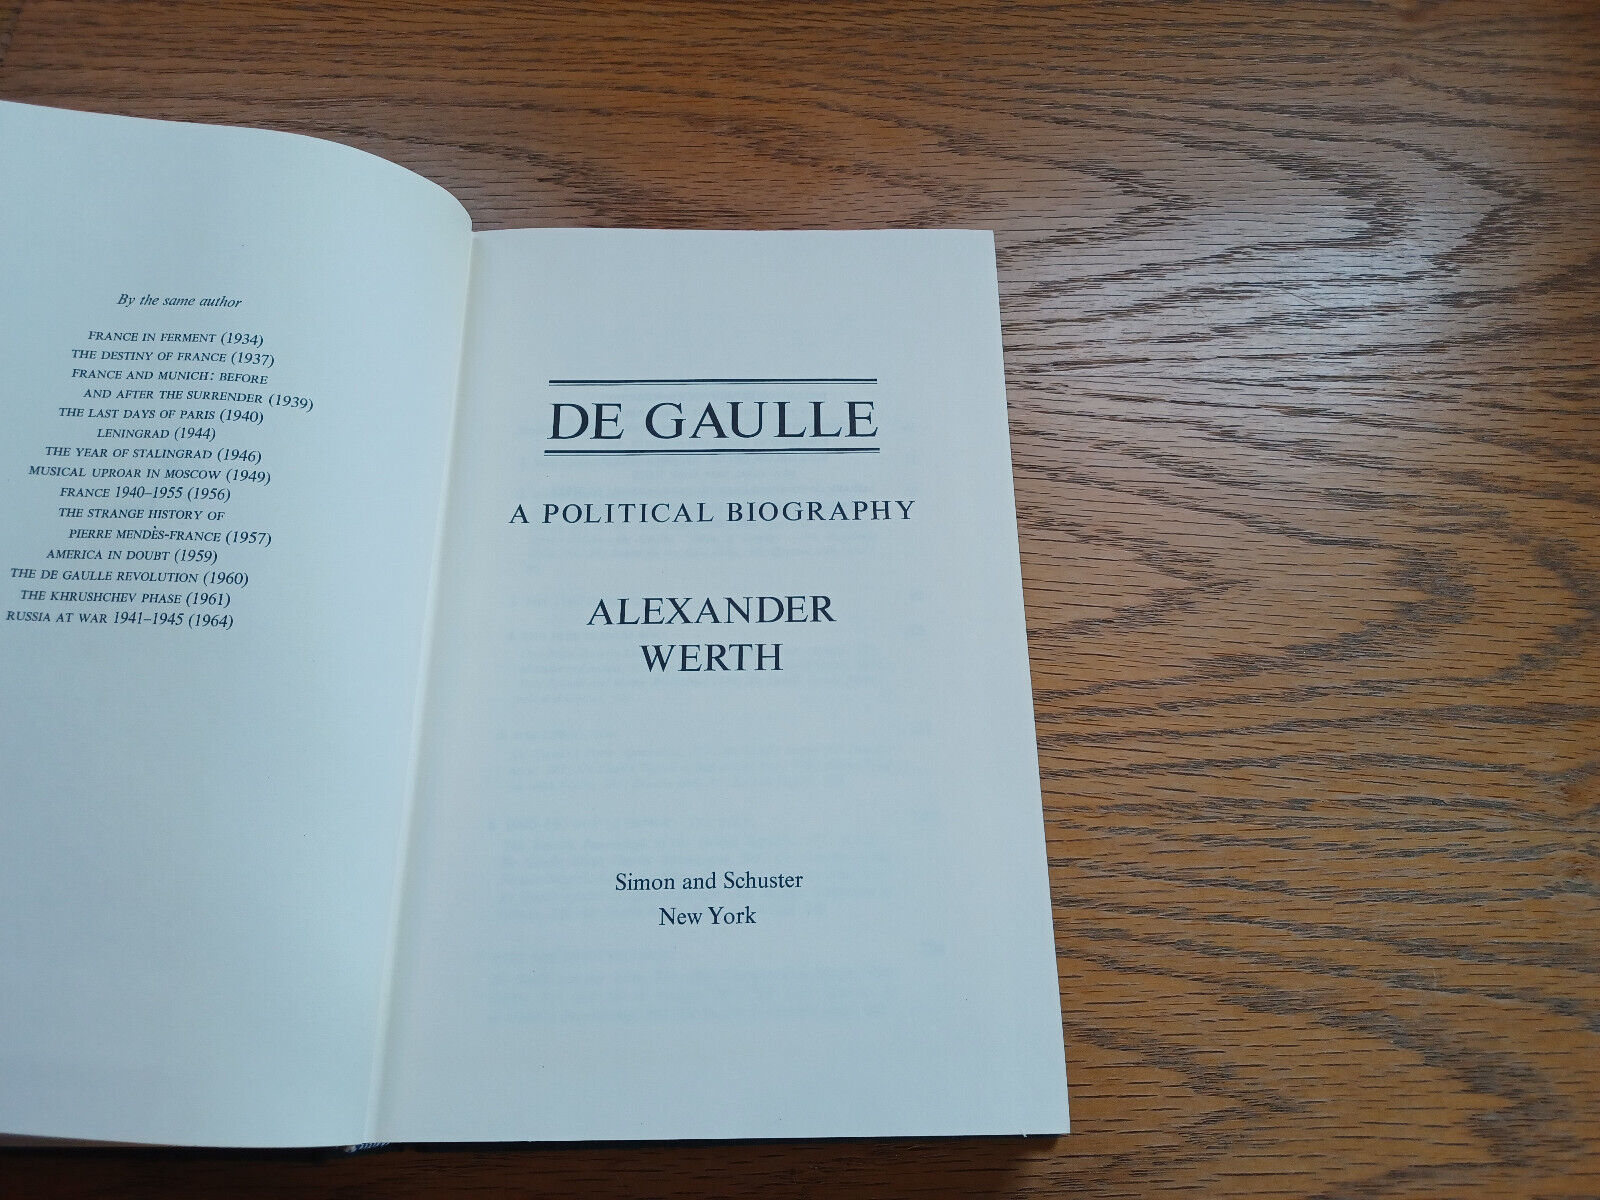 By the same author
FRANCE IN FERMENT (1934)
THE DESTINY OF FRANCE (1937)
FRANCE AND MUNICH: BEFORE
AND AFTER THE SURRENDER (1939)
THE LAST DAYS OF PARIS (1940)
LENINGRAD (1944)
THE YEAR OF STALINGRAD (1946)
MUSICAL UPROAR IN MOSCOW (1949)
FRANCE 1940–1955 (1956)
THE STRANGE HISTORY OF
PIERRE MENDÈS-FRANCE (1957)
AMERICA IN DOUBT (1959)
THE DE GAULLE REVOLUTION (1960)
THE KHRUSHCHEV PHASE (1961)
RUSSIA AT WAR 1941–1945 (1964)
DE GAULLE
A POLITICAL BIOGRAPHY
ALEXANDER
WERTH
Simon and Schuster
New York